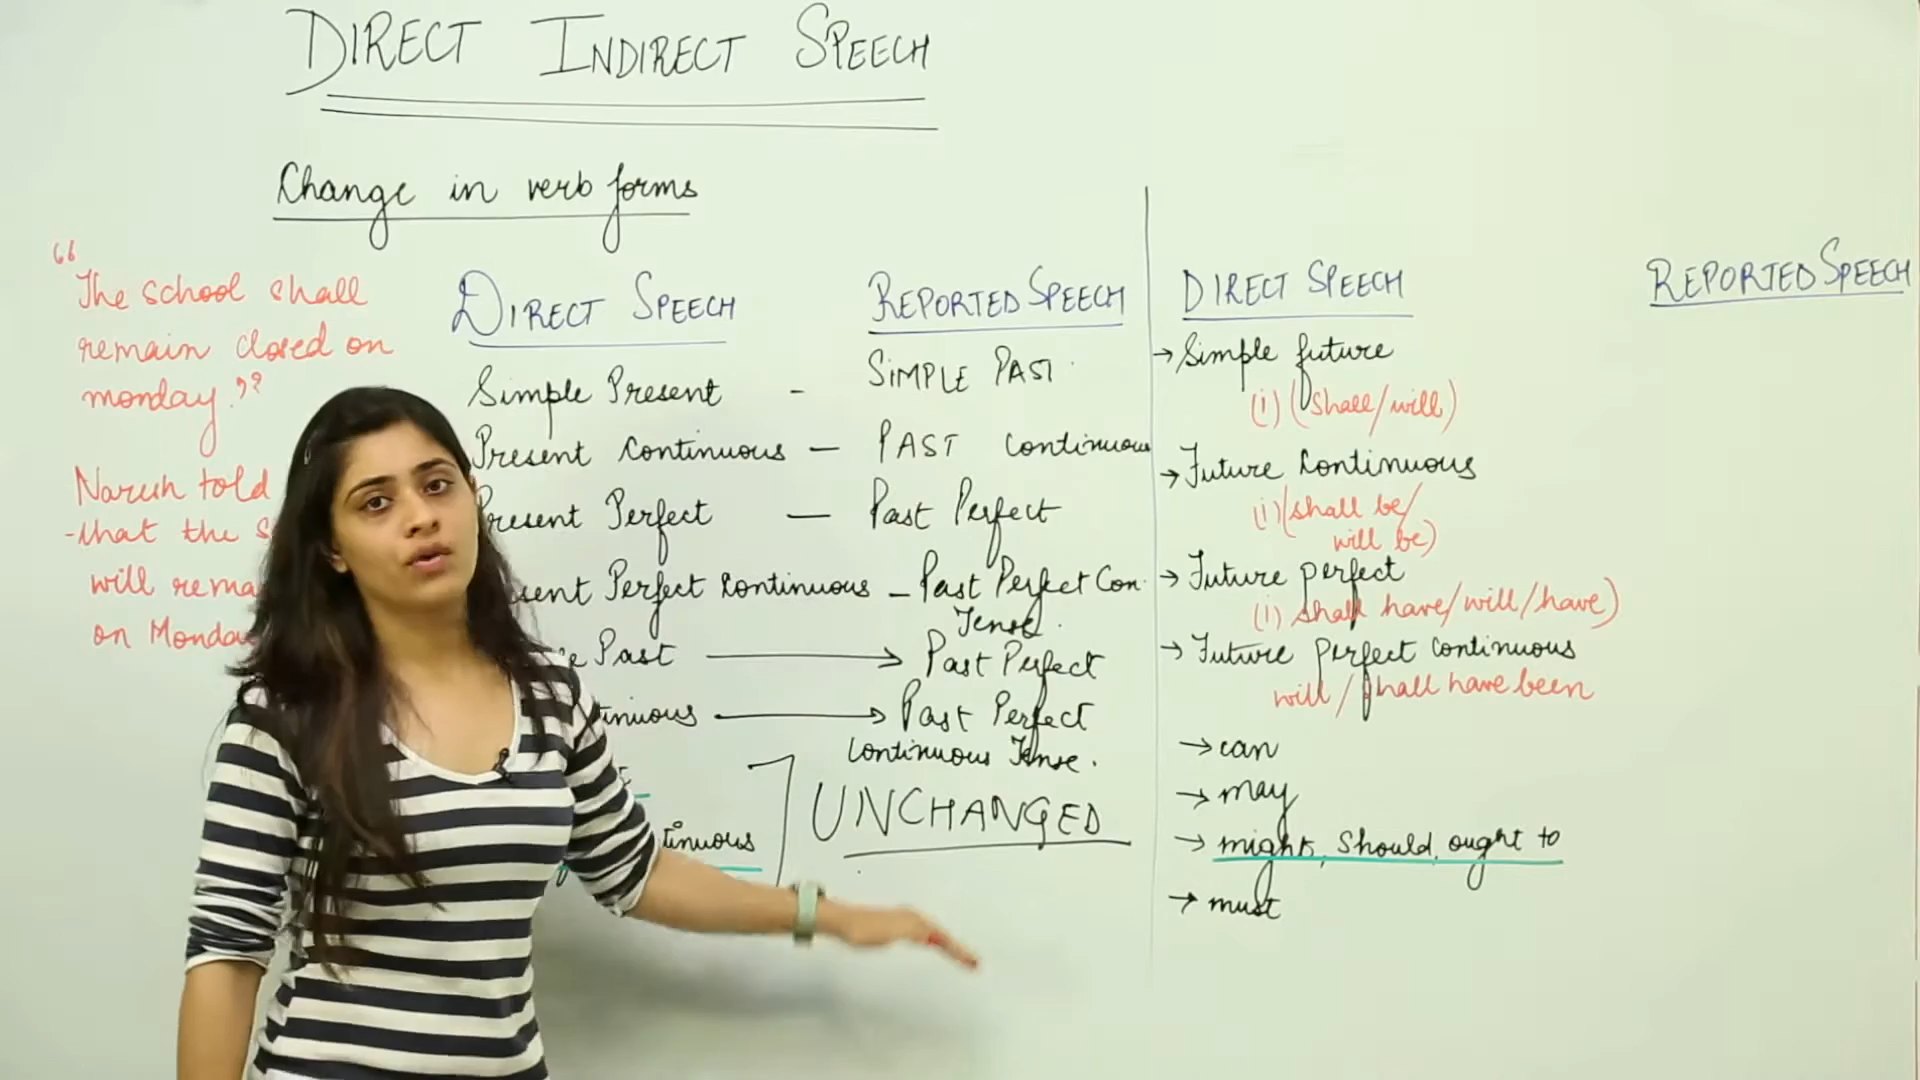 DIRECT INDIRECT SPEECH
Change in verb forms
"The school shall
remain closed on
monday."
Naresh told
that the
will
on
DIRECT SPEECH
REPORTED SPEECH
Simple Present - SIMPLE PAST.
Present Continuous — PAST continuous
Present Perfect — Past Perfect
Perfect Continuous - Past Perfect Con.
Tense.
Past → Past Perfect
→ Past Perfect
Continuous Tense.
UNCHANGED
DIRECT SPEECH
REPORTED SPEECH
→ Simple future
(i) (shall/will)
→ Future Continuous
(i) (shall be/
will be)
→ Future perfect
(i) shall have/will/have)
→ Future perfect continuous
will/shall have been
→ can
→ may
→ might, Should, ought to
→ must